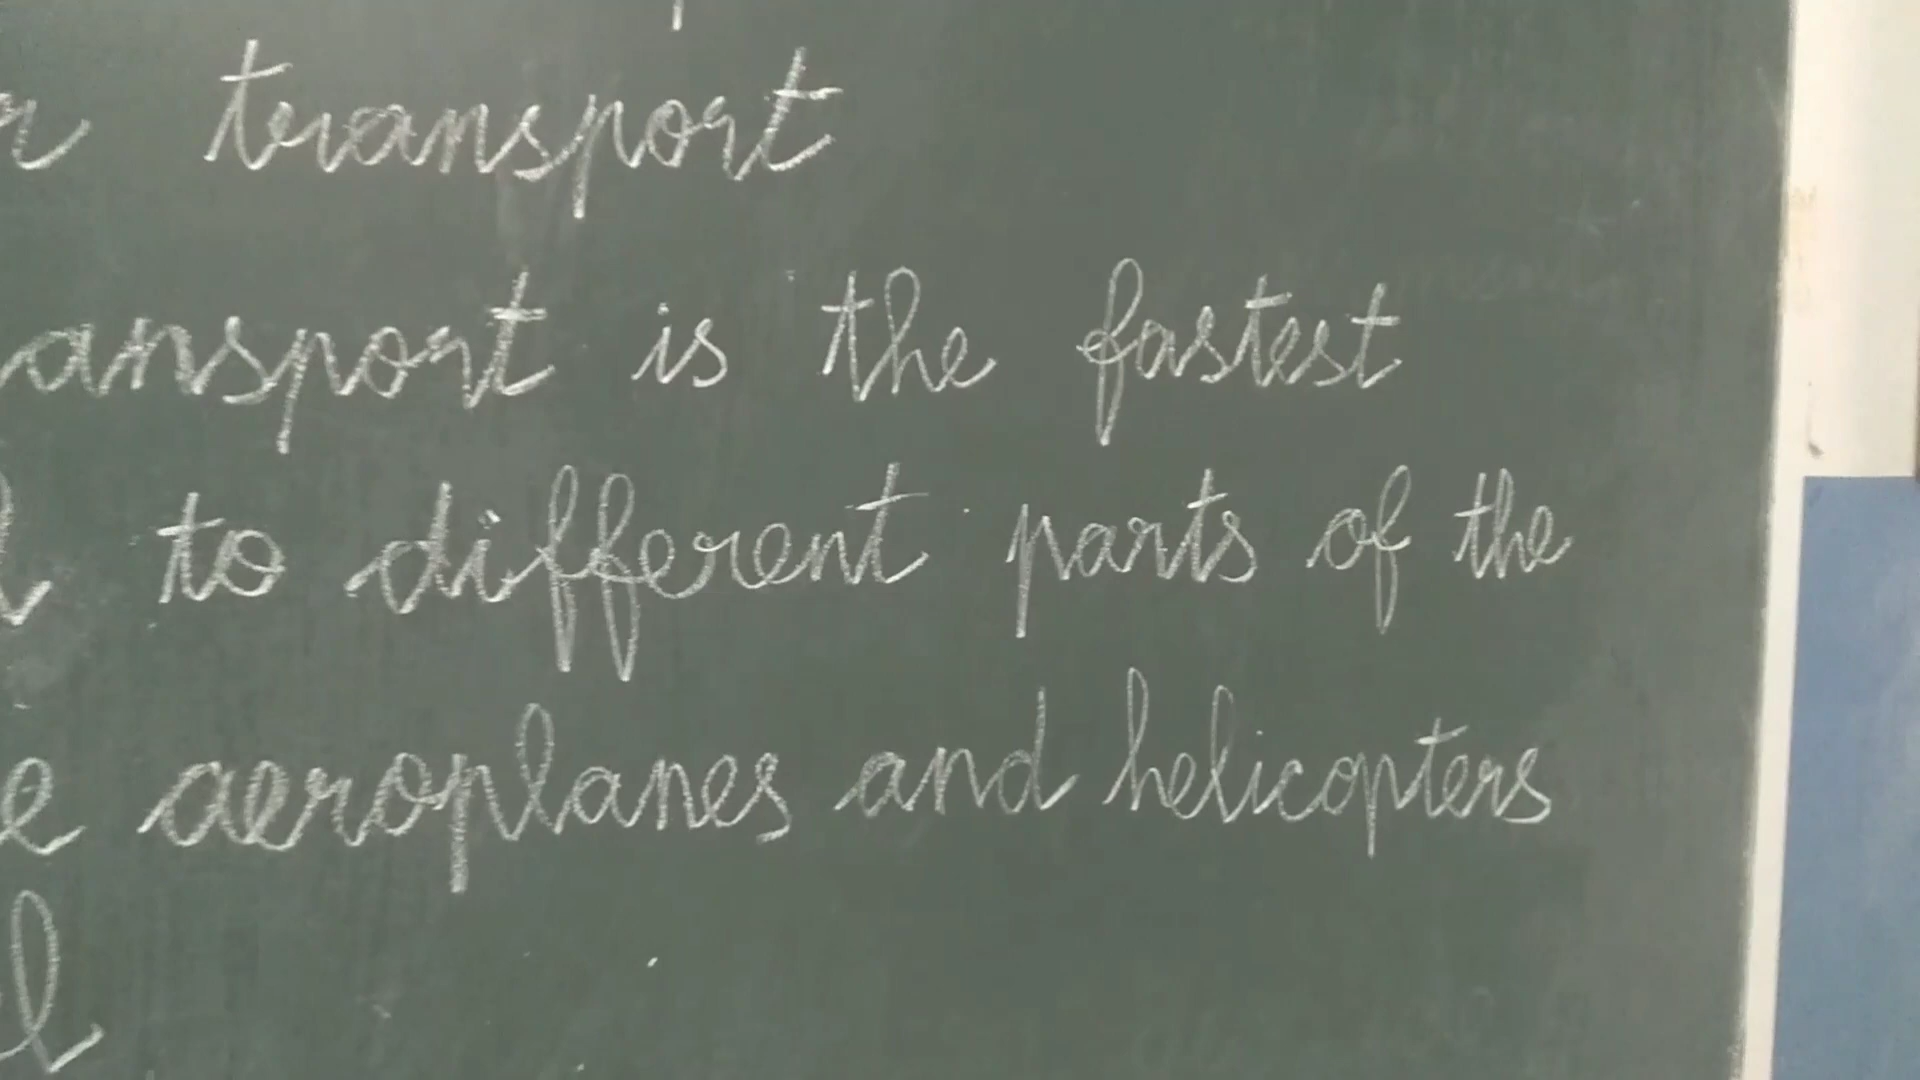 transport
ansport is the fastest
to different parts of the
aeroplanes and helicopters